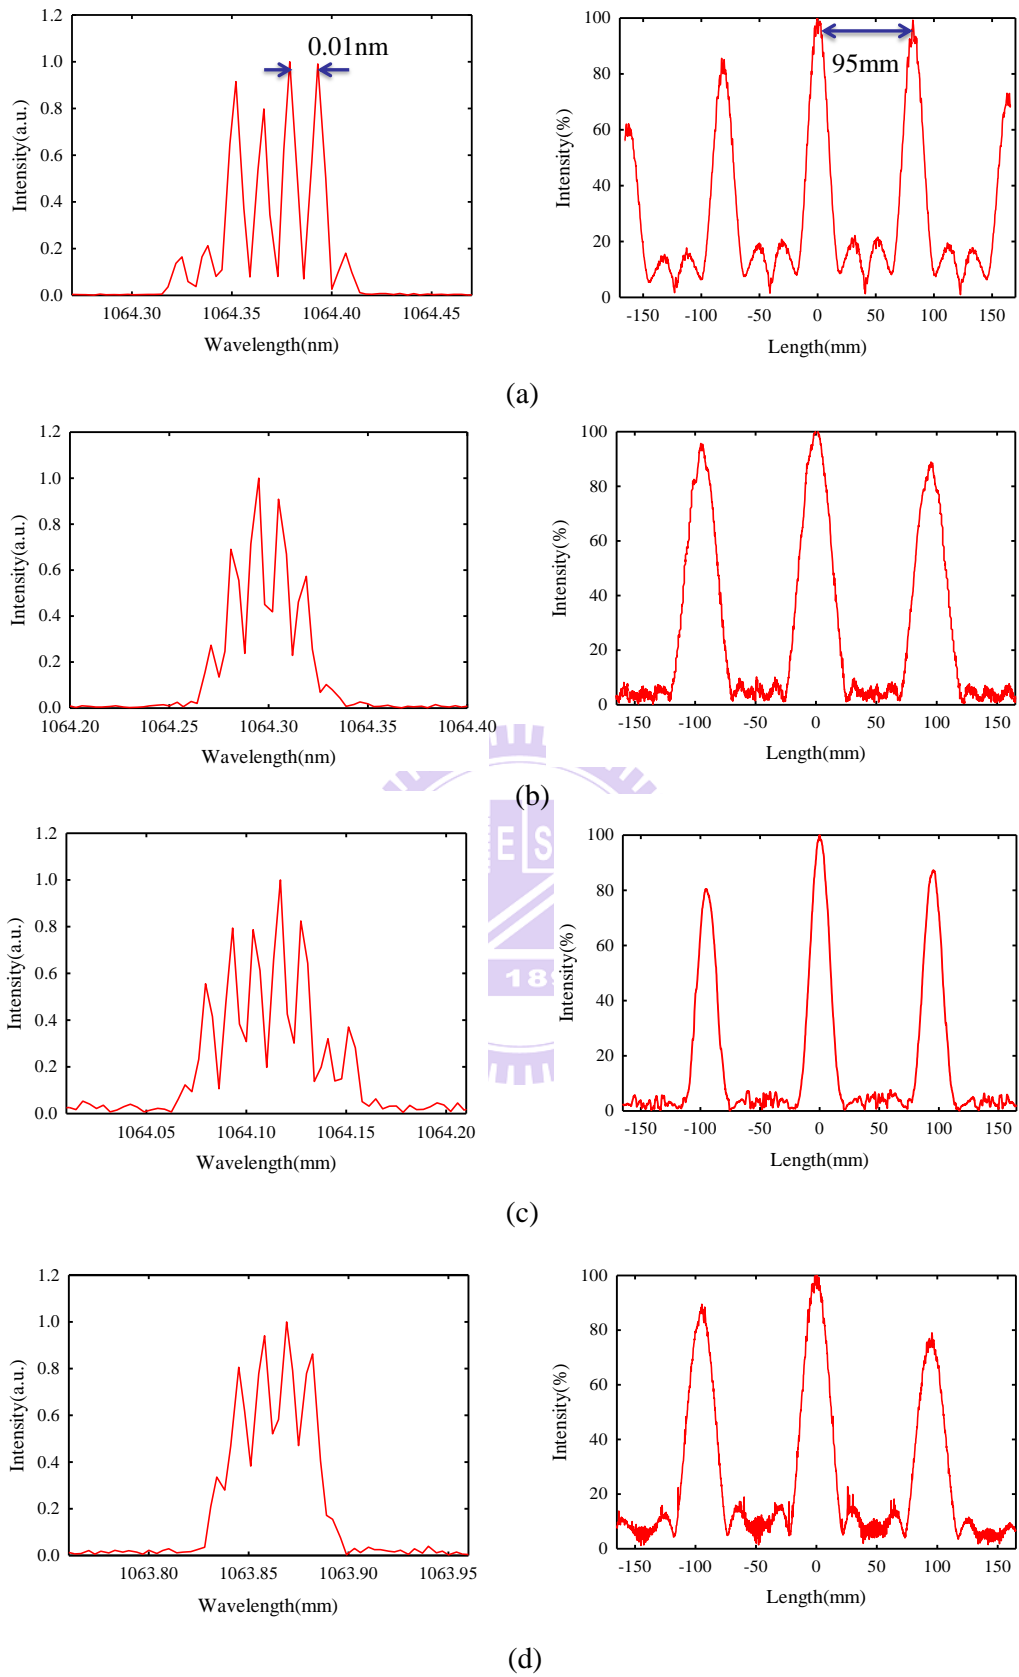 1.2
1.0
0.8
0.6
0.4
0.2
0.0
Intensity(a.u.)
0.01nm
1064.30 1064.35 1064.40 1064.45
Wavelength(nm)
100
80
60
40
20
0
Intensity(%)
95mm
-150 -100 -50 0 50 100 150
Length(mm)
(a)
1.2
1.0
0.8
0.6
0.4
0.2
0.0
Intensity(a.u.)
1064.20 1064.25 1064.30 1064.35 1064.40
Wavelength(nm)
100
80
60
40
20
0
Intensity(%)
-150 -100 -50 0 50 100 150
Length(mm)
(b)
1.2
1.0
0.8
0.6
0.4
0.2
0.0
Intensity(a.u.)
1064.05 1064.10 1064.15 1064.20
Wavelength(mm)
ES
189
100
80
60
40
20
0
Intensity(%)
-150 -100 -50 0 50 100 150
Length(mm)
(c)
1.2
1.0
0.8
0.6
0.4
0.2
0.0
Intensity(a.u.)
1063.80 1063.85 1063.90 1063.95
Wavelength(mm)
100
80
60
40
20
0
Intensity(%)
-150 -100 -50 0 50 100 150
Length(mm)
(d)